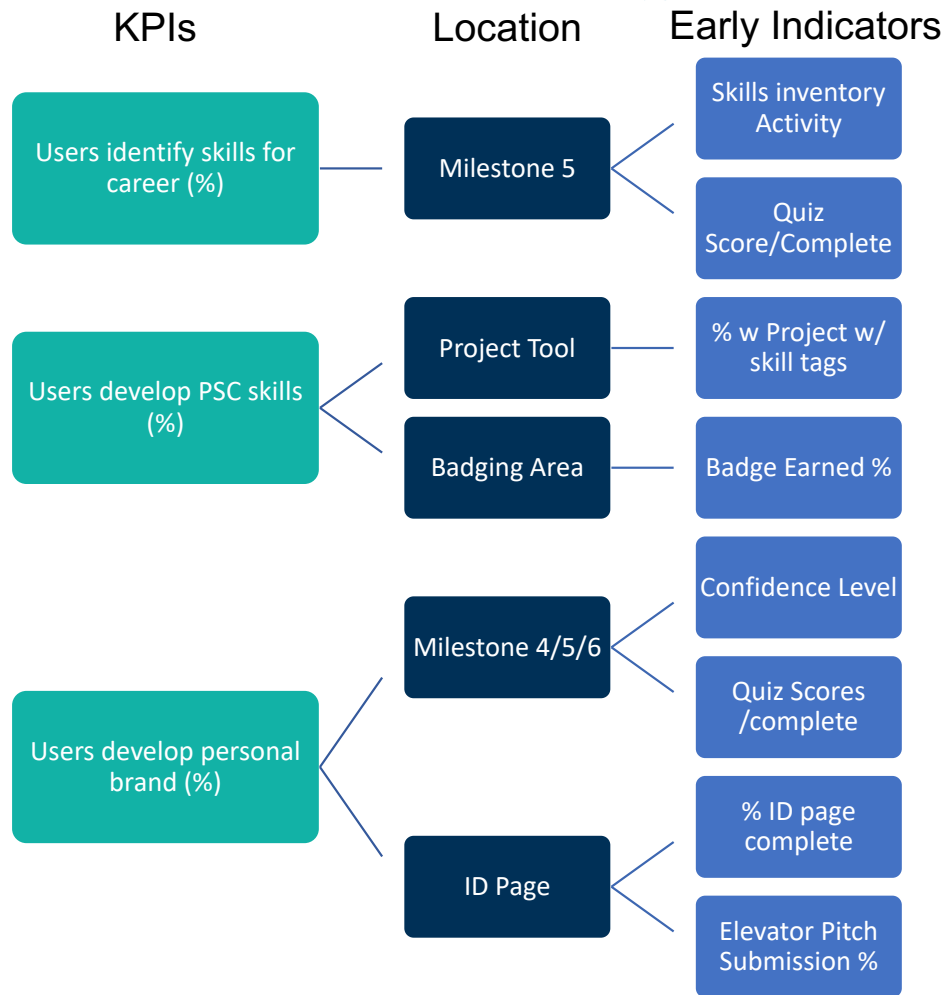 KPIs
Location
Early Indicators
Users identify skills for
career (%)
Milestone 5
Skills inventory
Activity
Quiz
Score/Complete
Users develop PSC skills
(%)
Project Tool
% w Project w/
skill tags
Badging Area
Badge Earned %
Users develop personal
brand (%)
Milestone 4/5/6
Confidence Level
Quiz Scores
/complete
ID Page
% ID page
complete
Elevator Pitch
Submission %